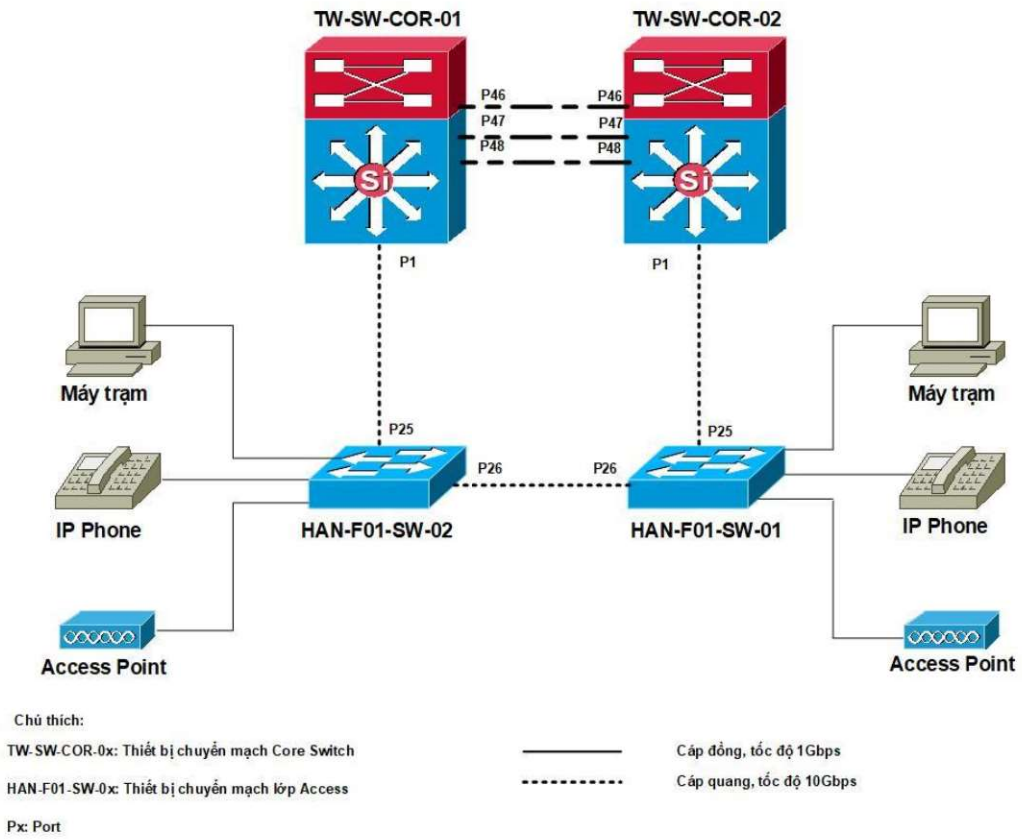 TW-SW-COR-01 TW-SW-COR-02
P46 P46
P47 P47
P48 P48
Si Si
P1 P1
Máy trạm Máy trạm
P25 P25
P26 P26
IP Phone HAN-F01-SW-02 HAN-F01-SW-01 IP Phone
Access Point Access Point
Chú thích:
TW-SW-COR-0x: Thiết bị chuyển mạch Core Switch
Cáp đồng, tốc độ 1Gbps
HAN-F01-SW-0x: Thiết bị chuyển mạch lớp Access
Cáp quang, tốc độ 10Gbps
Px: Port